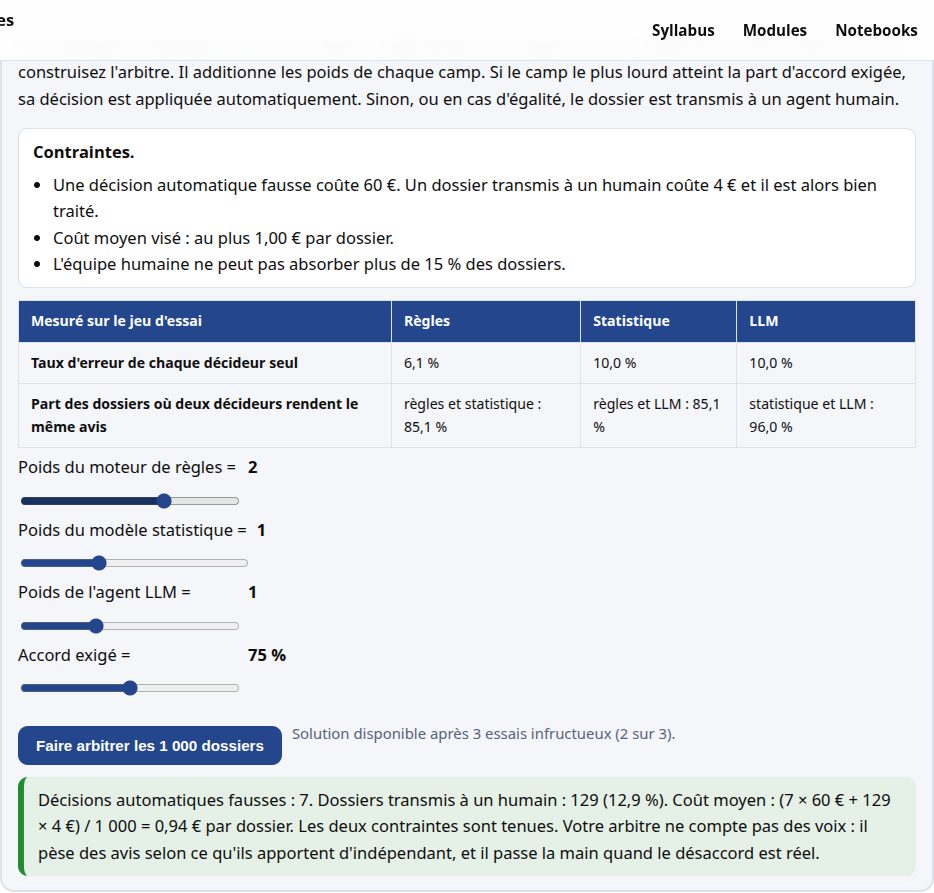 es
Syllabus Modules Notebooks
construisez l'arbitre. Il additionne les poids de chaque camp. Si le camp le plus lourd atteint la part d'accord exigée,
sa décision est appliquée automatiquement. Sinon, ou en cas d'égalité, le dossier est transmis à un agent humain.
Contraintes.
• Une décision automatique fausse coûte 60 €. Un dossier transmis à un humain coûte 4 € et il est alors bien
traité.
• Coût moyen visé : au plus 1,00 € par dossier.
• L'équipe humaine ne peut pas absorber plus de 15 % des dossiers.
Mesuré sur le jeu d'essai Règles Statistique LLM
Taux d'erreur de chaque décideur seul 6,1 % 10,0 % 10,0 %
Part des dossiers où deux décideurs rendent le règles et statistique : règles et LLM : 85,1 statistique et LLM :
même avis 85,1 % % 96,0 %
Poids du moteur de règles = 2
Poids du modèle statistique = 1
Poids de l'agent LLM = 1
Accord exigé = 75 %
Faire arbitrer les 1 000 dossiers Solution disponible après 3 essais infructueux (2 sur 3).
Décisions automatiques fausses : 7. Dossiers transmis à un humain : 129 (12,9 %). Coût moyen : (7 × 60 € + 129
× 4 €) / 1 000 = 0,94 € par dossier. Les deux contraintes sont tenues. Votre arbitre ne compte pas des voix : il
pèse des avis selon ce qu'ils apportent d'indépendant, et il passe la main quand le désaccord est réel.